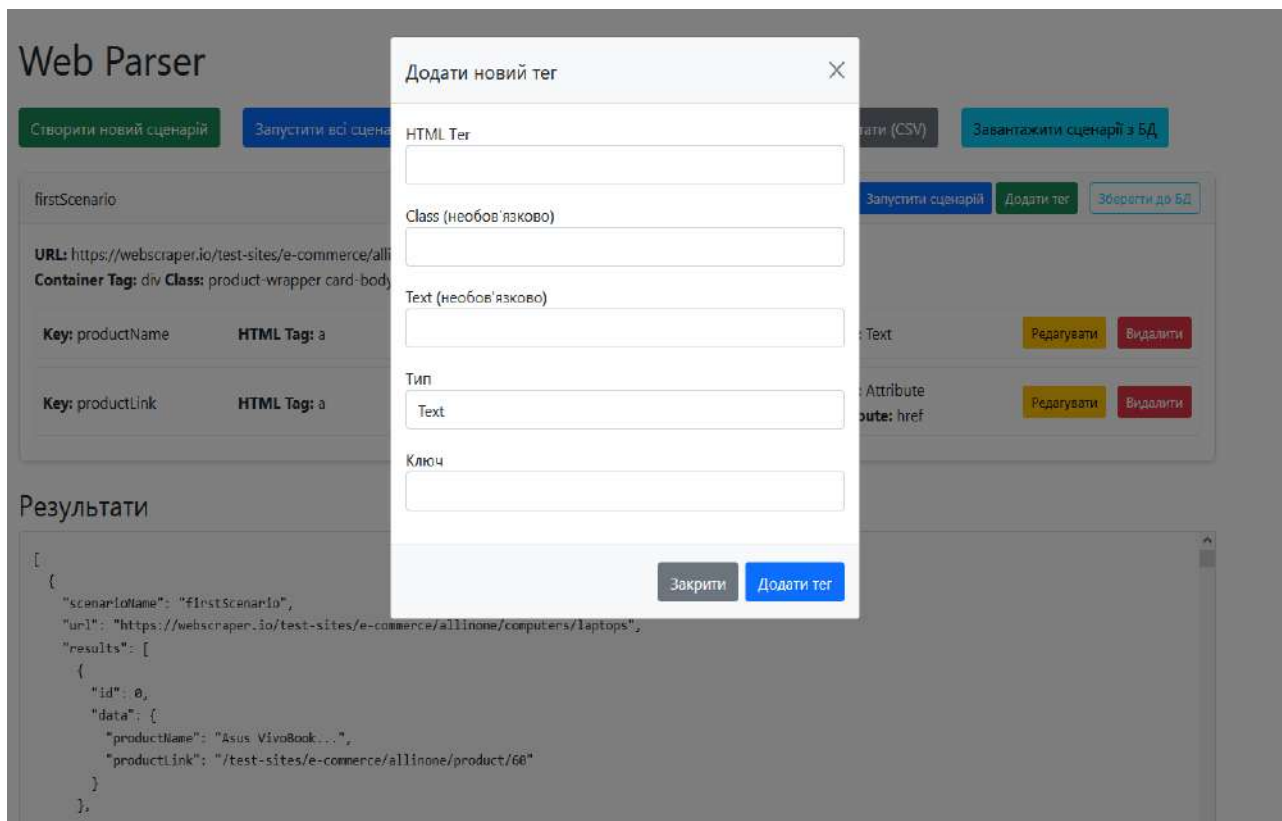 Web Parser
Додати новий тег
Створити новий сценарій
Запустити всі
(CSV)
Завантажити сценарії з БД
HTML Тег
firstScenario
Запустити сценарій
Додати тег
Зберегти до БД
Class (необов'язково)
URL: https://webscraper.io/test-sites/e-commerce/alli
Container Tag: div Class: product-wrapper card-body
Text (необов'язково)
Key: productName HTML Tag: a : Text Редагувати Видалити
Тип
Text
Key: productLink HTML Tag: a : Attribute Редагувати Видалити
href
Ключ
Результати
[
{
"scenarioName": "firstScenario",
Закрити Додати тег
"url": "https://webscraper.io/test-sites/e-commerce/allinone/computers/laptops",
"results": [
{
"id": 0,
"data": {
"productName": "Asus VivoBook...",
"productLink": "/test-sites/e-commerce/allinone/product/60"
}
},